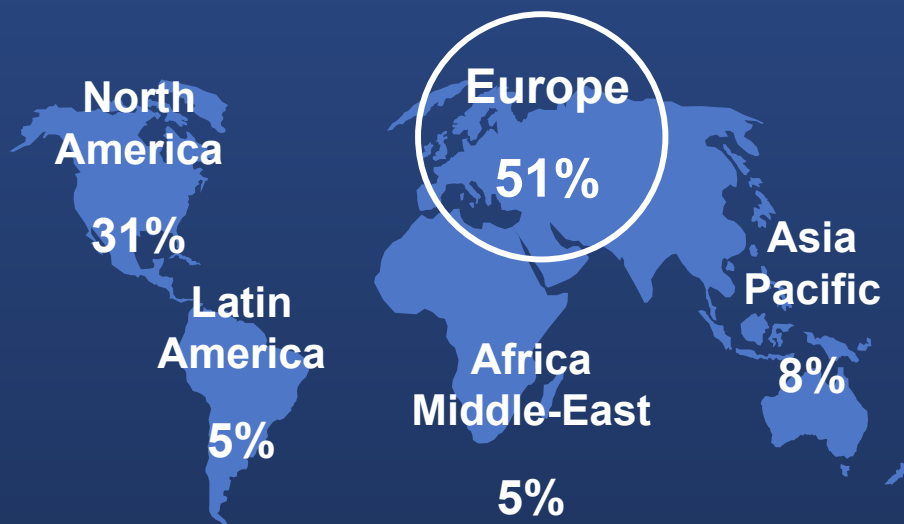 North
America
31%
Latin
America
5%
Europe
51%
Africa
Middle-East
5%
Asia
Pacific
8%